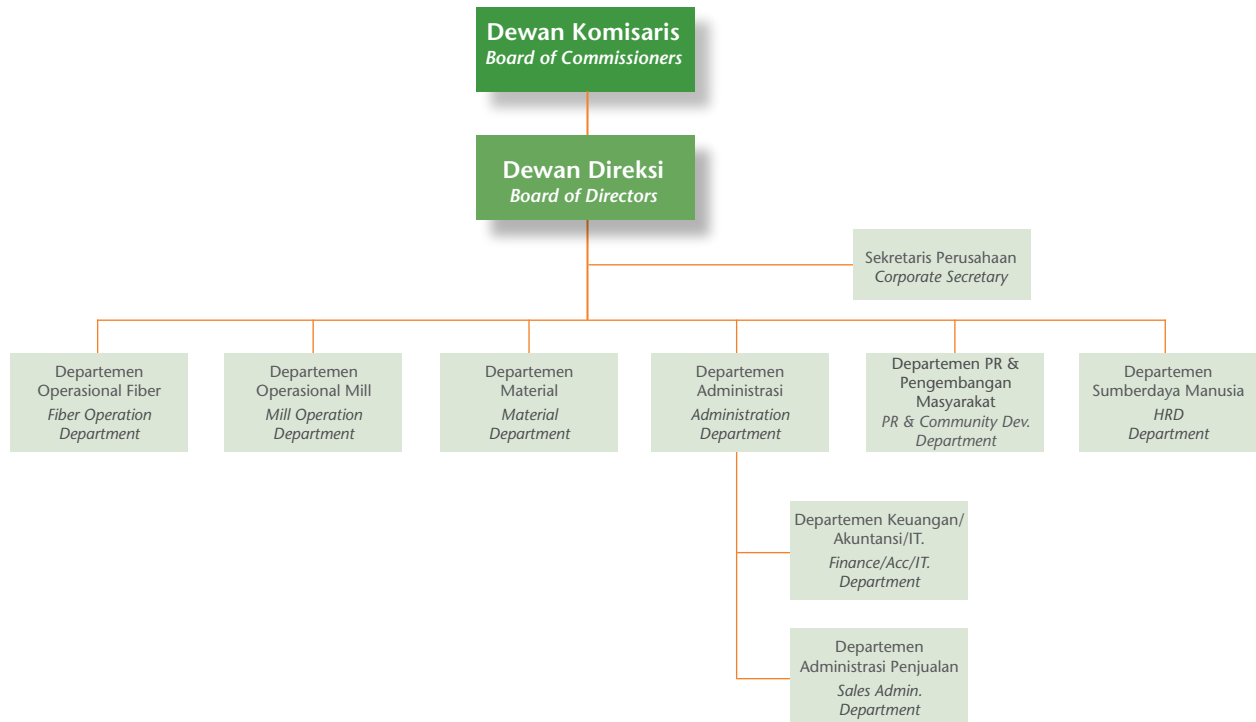 Dewan Komisaris
Board of Commissioners
Dewan Direksi
Board of Directors
Sekretaris Perusahaan
Corporate Secretary
Departemen
Operasional Fiber
Fiber Operation
Department
Departemen
Operasional Mill
Mill Operation
Department
Departemen
Material
Material
Department
Departemen
Administrasi
Administration
Department
Departemen PR &
Pengembangan
Masyarakat
PR & Community Dev.
Department
Departemen
Sumberdaya Manusia
HRD
Department
Departemen Keuangan/
Akuntansi/IT.
Finance/Acc/IT.
Department
Departemen
Administrasi Penjualan
Sales Admin.
Department